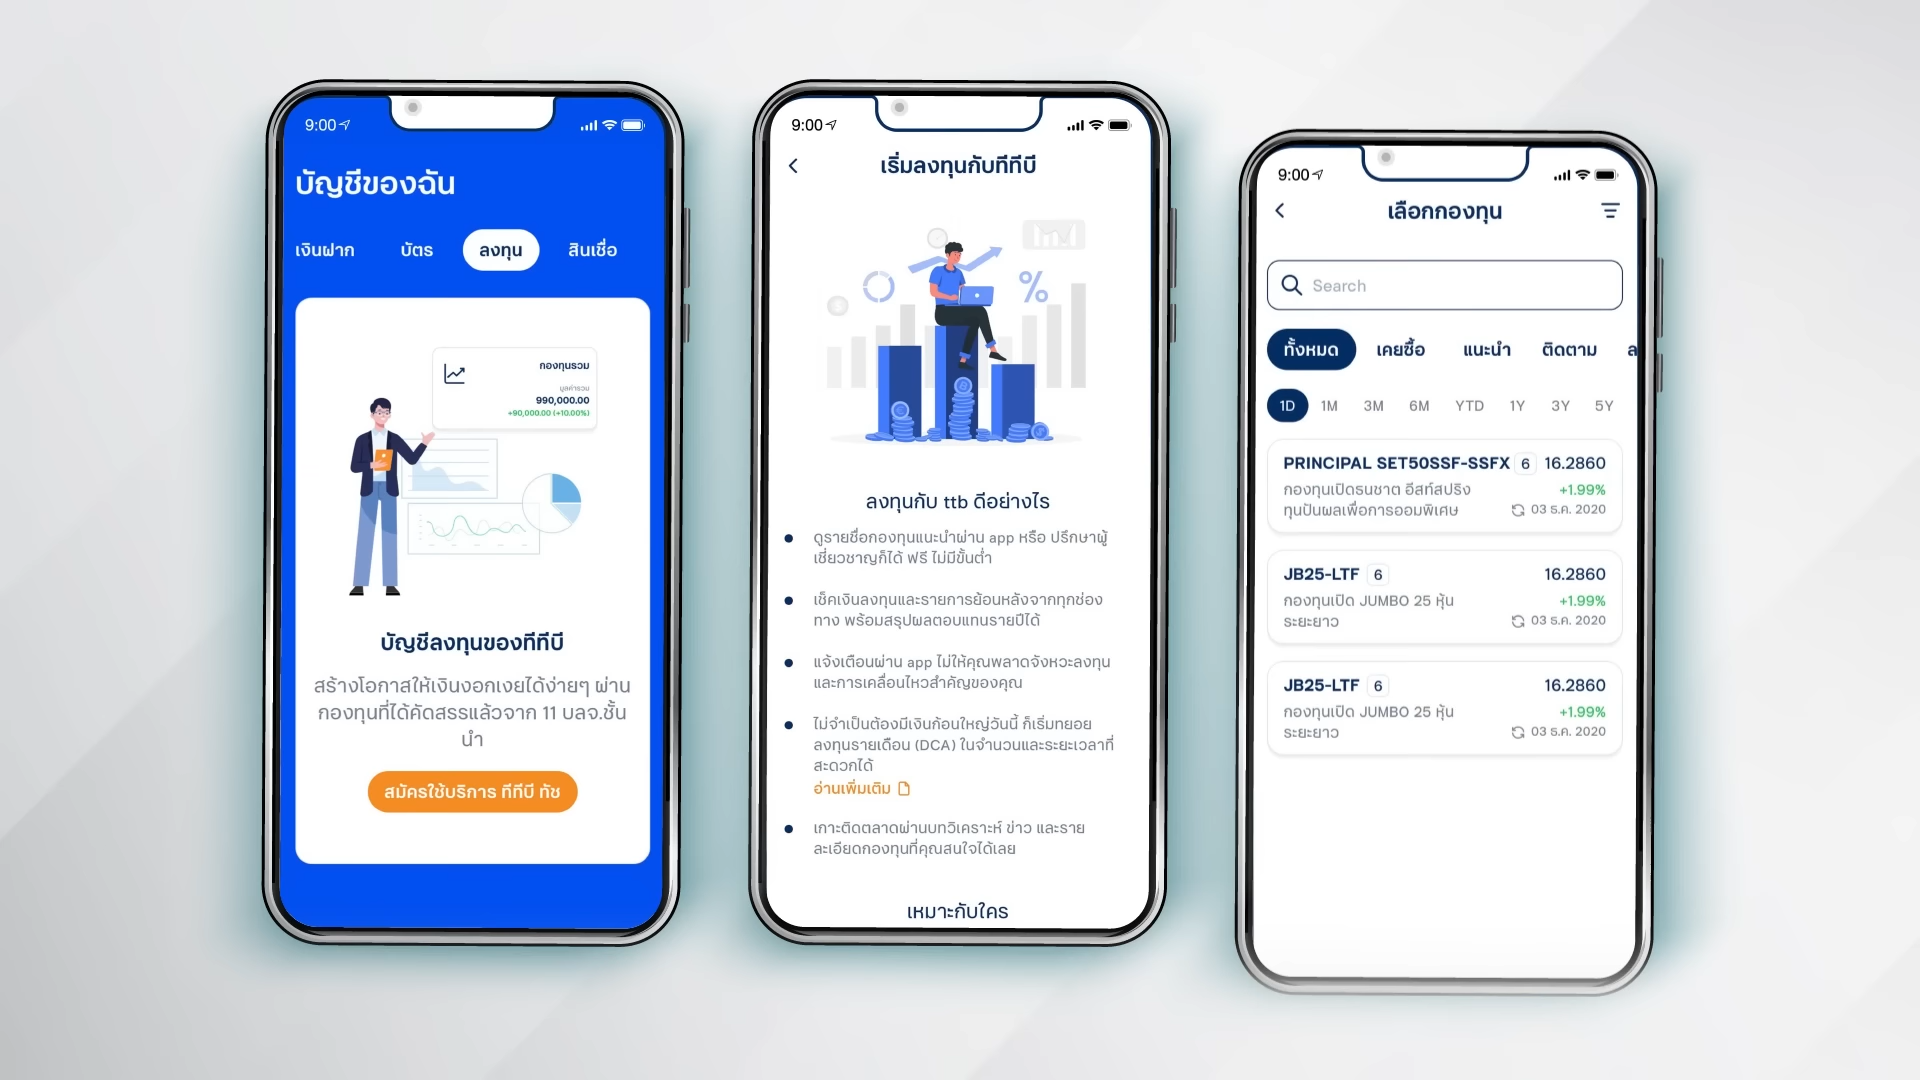 9:00
บัญชีของฉัน
เงินฝาก บัตร ลงทุน สินเชื่อ
กองทุนรวม
มูลค่ารวม
990,000.00
+90,000.00 (+10.00%)
บัญชีลงทุนของทีทีบี
สร้างโอกาสให้เงินงอกเงยได้ง่ายๆ ผ่าน
กองทุนที่ได้คัดสรรแล้วจาก 11 บลจ.ชั้น
นำ
สมัครใช้บริการ ทีทีบี ทัช
9:00
เริ่มลงทุนกับทีทีบี
%
ลงทุนกับ ttb ดีอย่างไร
ดูรายชื่อกองทุนแนะนำผ่าน app หรือ ปรึกษาผู้
เชี่ยวชาญก็ได้ ฟรี ไม่มีขั้นต่ำ
เช็คเงินลงทุนและรายการย้อนหลังจากทุกช่อง
ทาง พร้อมสรุปผลตอบแทนรายปีได้
แจ้งเตือนผ่าน app ไม่ให้คุณพลาดจังหวะลงทุน
และการเคลื่อนไหวสำคัญของคุณ
ไม่จำเป็นต้องมีเงินก้อนใหญ่วันนี้ ก็เริ่มทยอย
ลงทุนรายเดือน (DCA) ในจำนวนและระยะเวลาที่
สะดวกได้
อ่านเพิ่มเติม
เกาะติดตลาดผ่านบทวิเคราะห์ ข่าว และราย
ละเอียดกองทุนที่คุณสนใจได้เลย
เหมาะกับใคร
9:00
เลือกกองทุน
Search
ทั้งหมด เคยซื้อ แนะนำ ติดตาม ล
1D 1M 3M 6M YTD 1Y 3Y 5Y
PRINCIPAL SET50SSF-SSFX 6 16.2860
กองทุนเปิดธนชาต อีสท์สปริง +1.99%
ทุนปันผลเพื่อการออมพิเศษ 03 ธ.ค. 2020
JB25-LTF 6 16.2860
กองทุนเปิด JUMBO 25 หุ้น +1.99%
ระยะยาว 03 ธ.ค. 2020
JB25-LTF 6 16.2860
กองทุนเปิด JUMBO 25 หุ้น +1.99%
ระยะยาว 03 ธ.ค. 2020